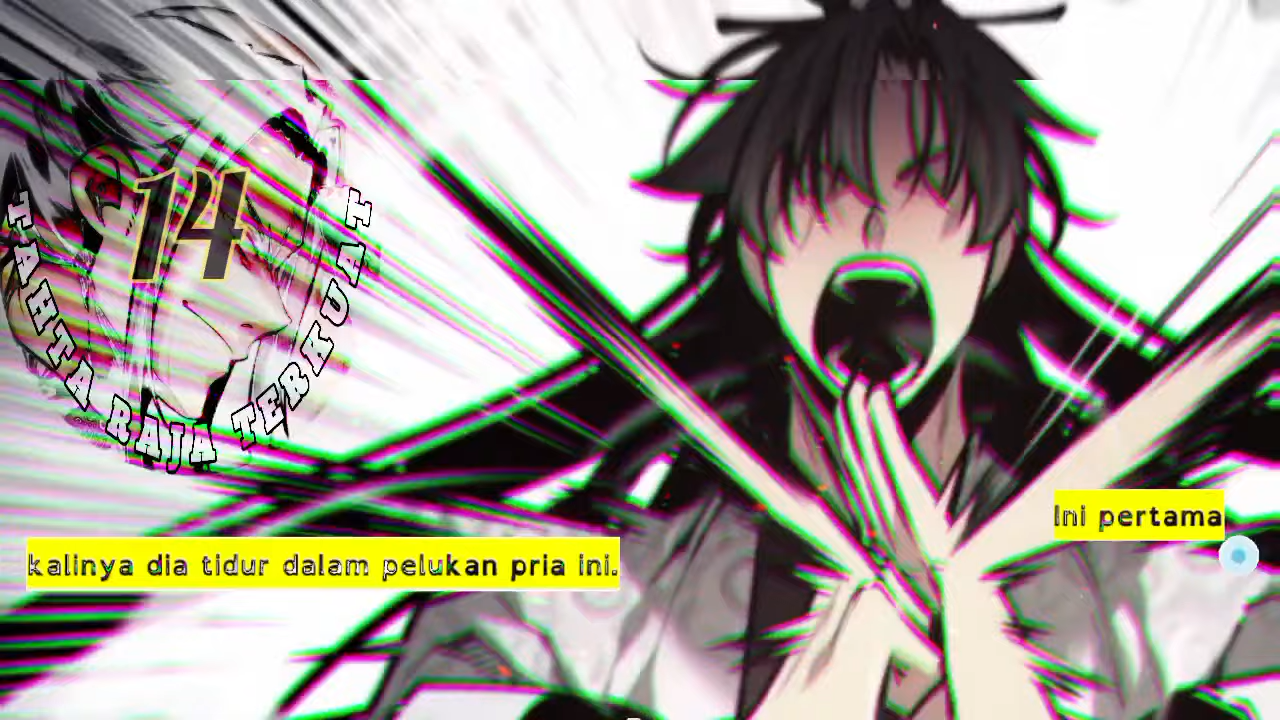 14
TAHTA RAJA TERKUAT
Ini pertama
kalinya dia tidur dalam pelukan pria ini.